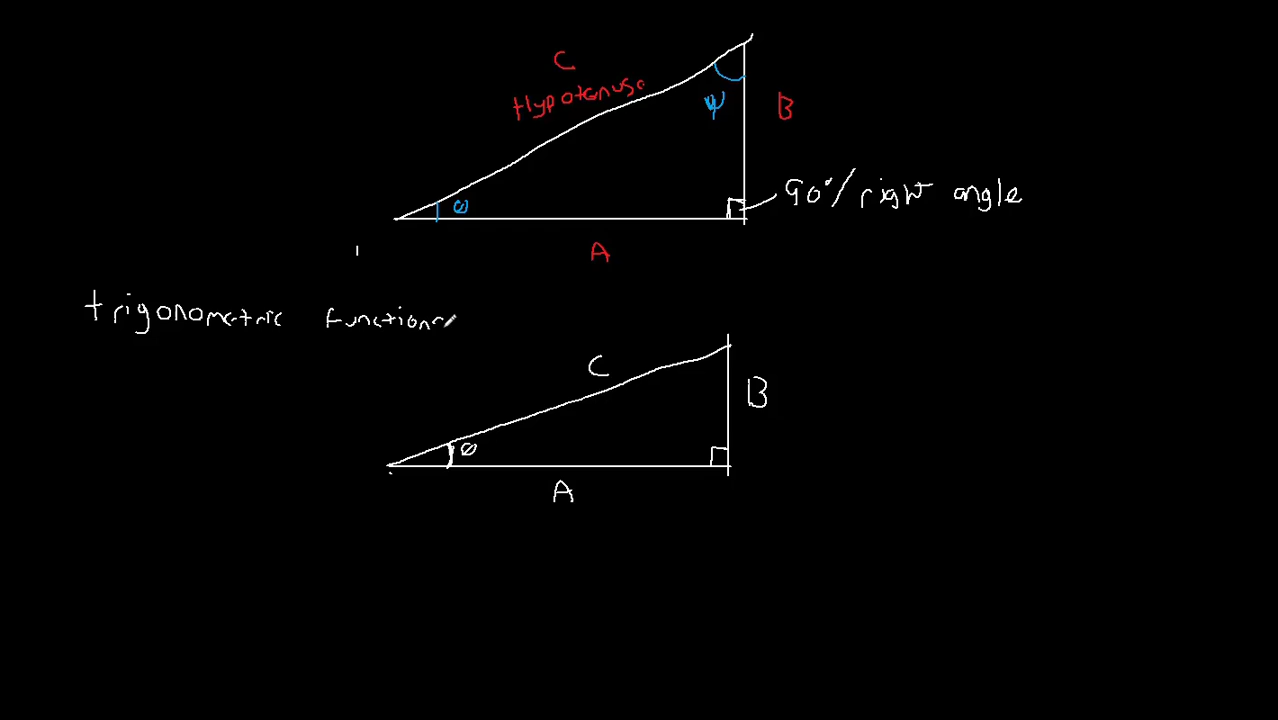 C
Hypotenuse
ψ
B
90°/right angle
θ
A
trigonometric functions
C
B
θ
A